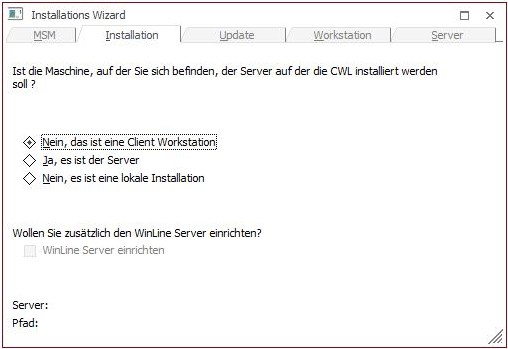 Installations Wizard
MSM Installation Update Workstation Server
Ist die Maschine, auf der Sie sich befinden, der Server auf der die CWL installiert werden
soll ?
Nein, das ist eine Client Workstation
Ja, es ist der Server
Nein, es ist eine lokale Installation
Wollen Sie zusätzlich den WinLine Server einrichten?
WinLine Server einrichten
Server:
Pfad: